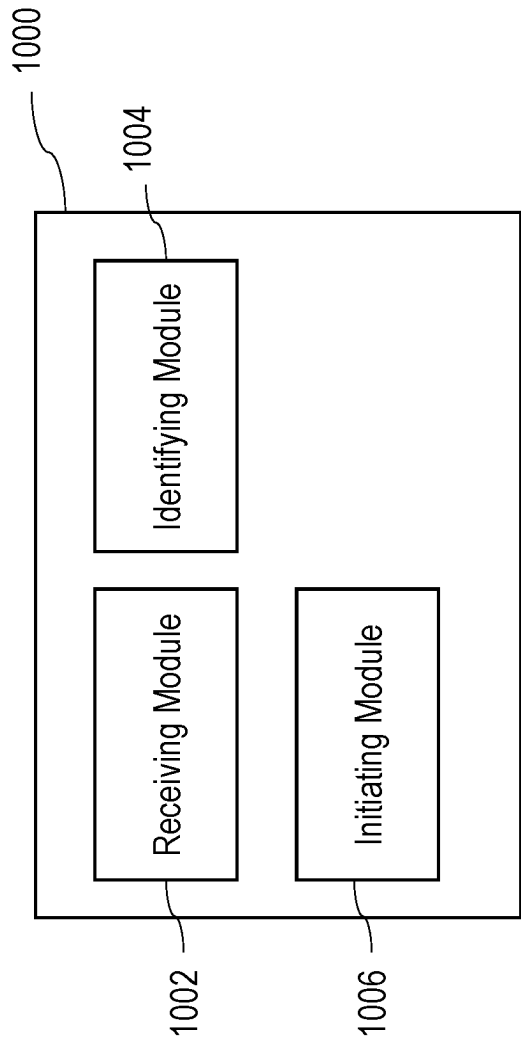 1000
1004
Receiving Module
Identifying Module
Initiating Module
1002
1006